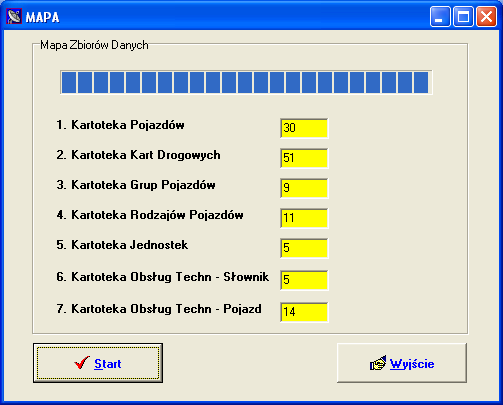 MAPA
Mapa Zbiorów Danych
1. Kartoteka Pojazdów 30
2. Kartoteka Kart Drogowych 51
3. Kartoteka Grup Pojazdów 9
4. Kartoteka Rodzajów Pojazdów 11
5. Kartoteka Jednostek 5
6. Kartoteka Obsług Techn - Słownik 5
7. Kartoteka Obsług Techn - Pojazd 14
Start Wyjście